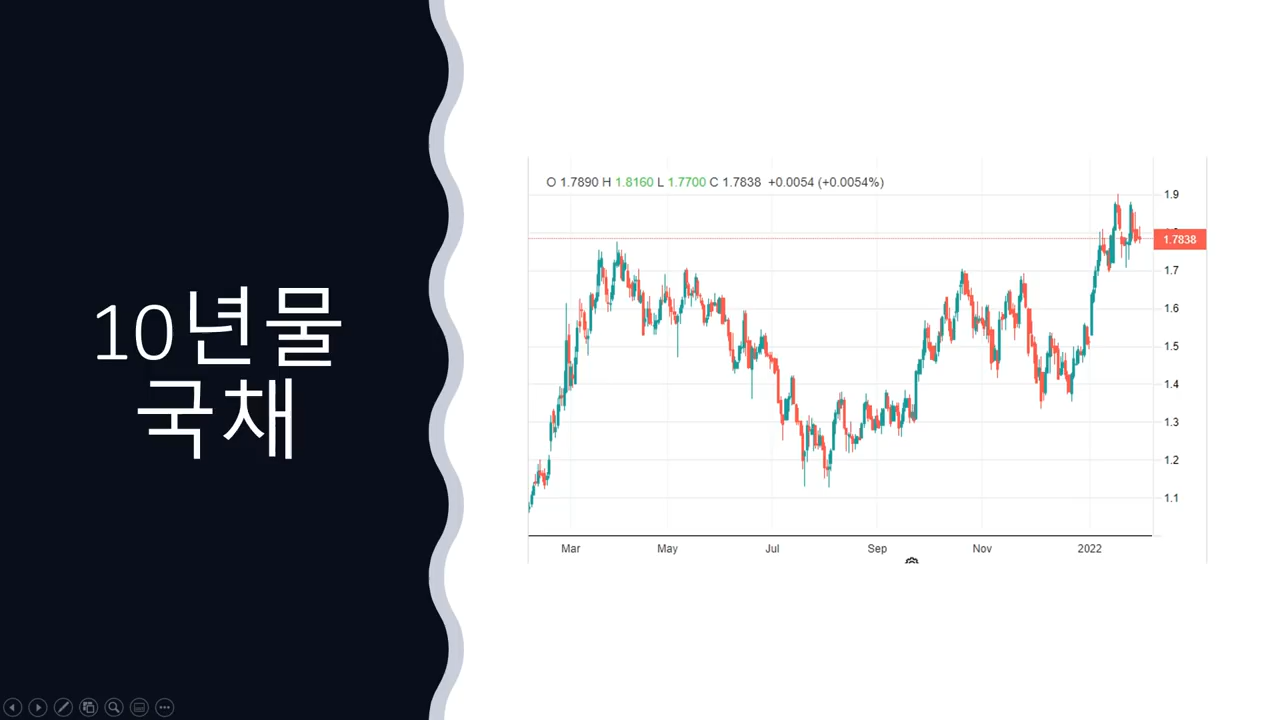 10년물
국채
O 1.7890 H 1.8160 L 1.7700 C 1.7838 +0.0054 (+0.0054%)
1.9
1.7838
1.7
1.6
1.5
1.4
1.3
1.2
1.1
Mar May Jul Sep Nov 2022